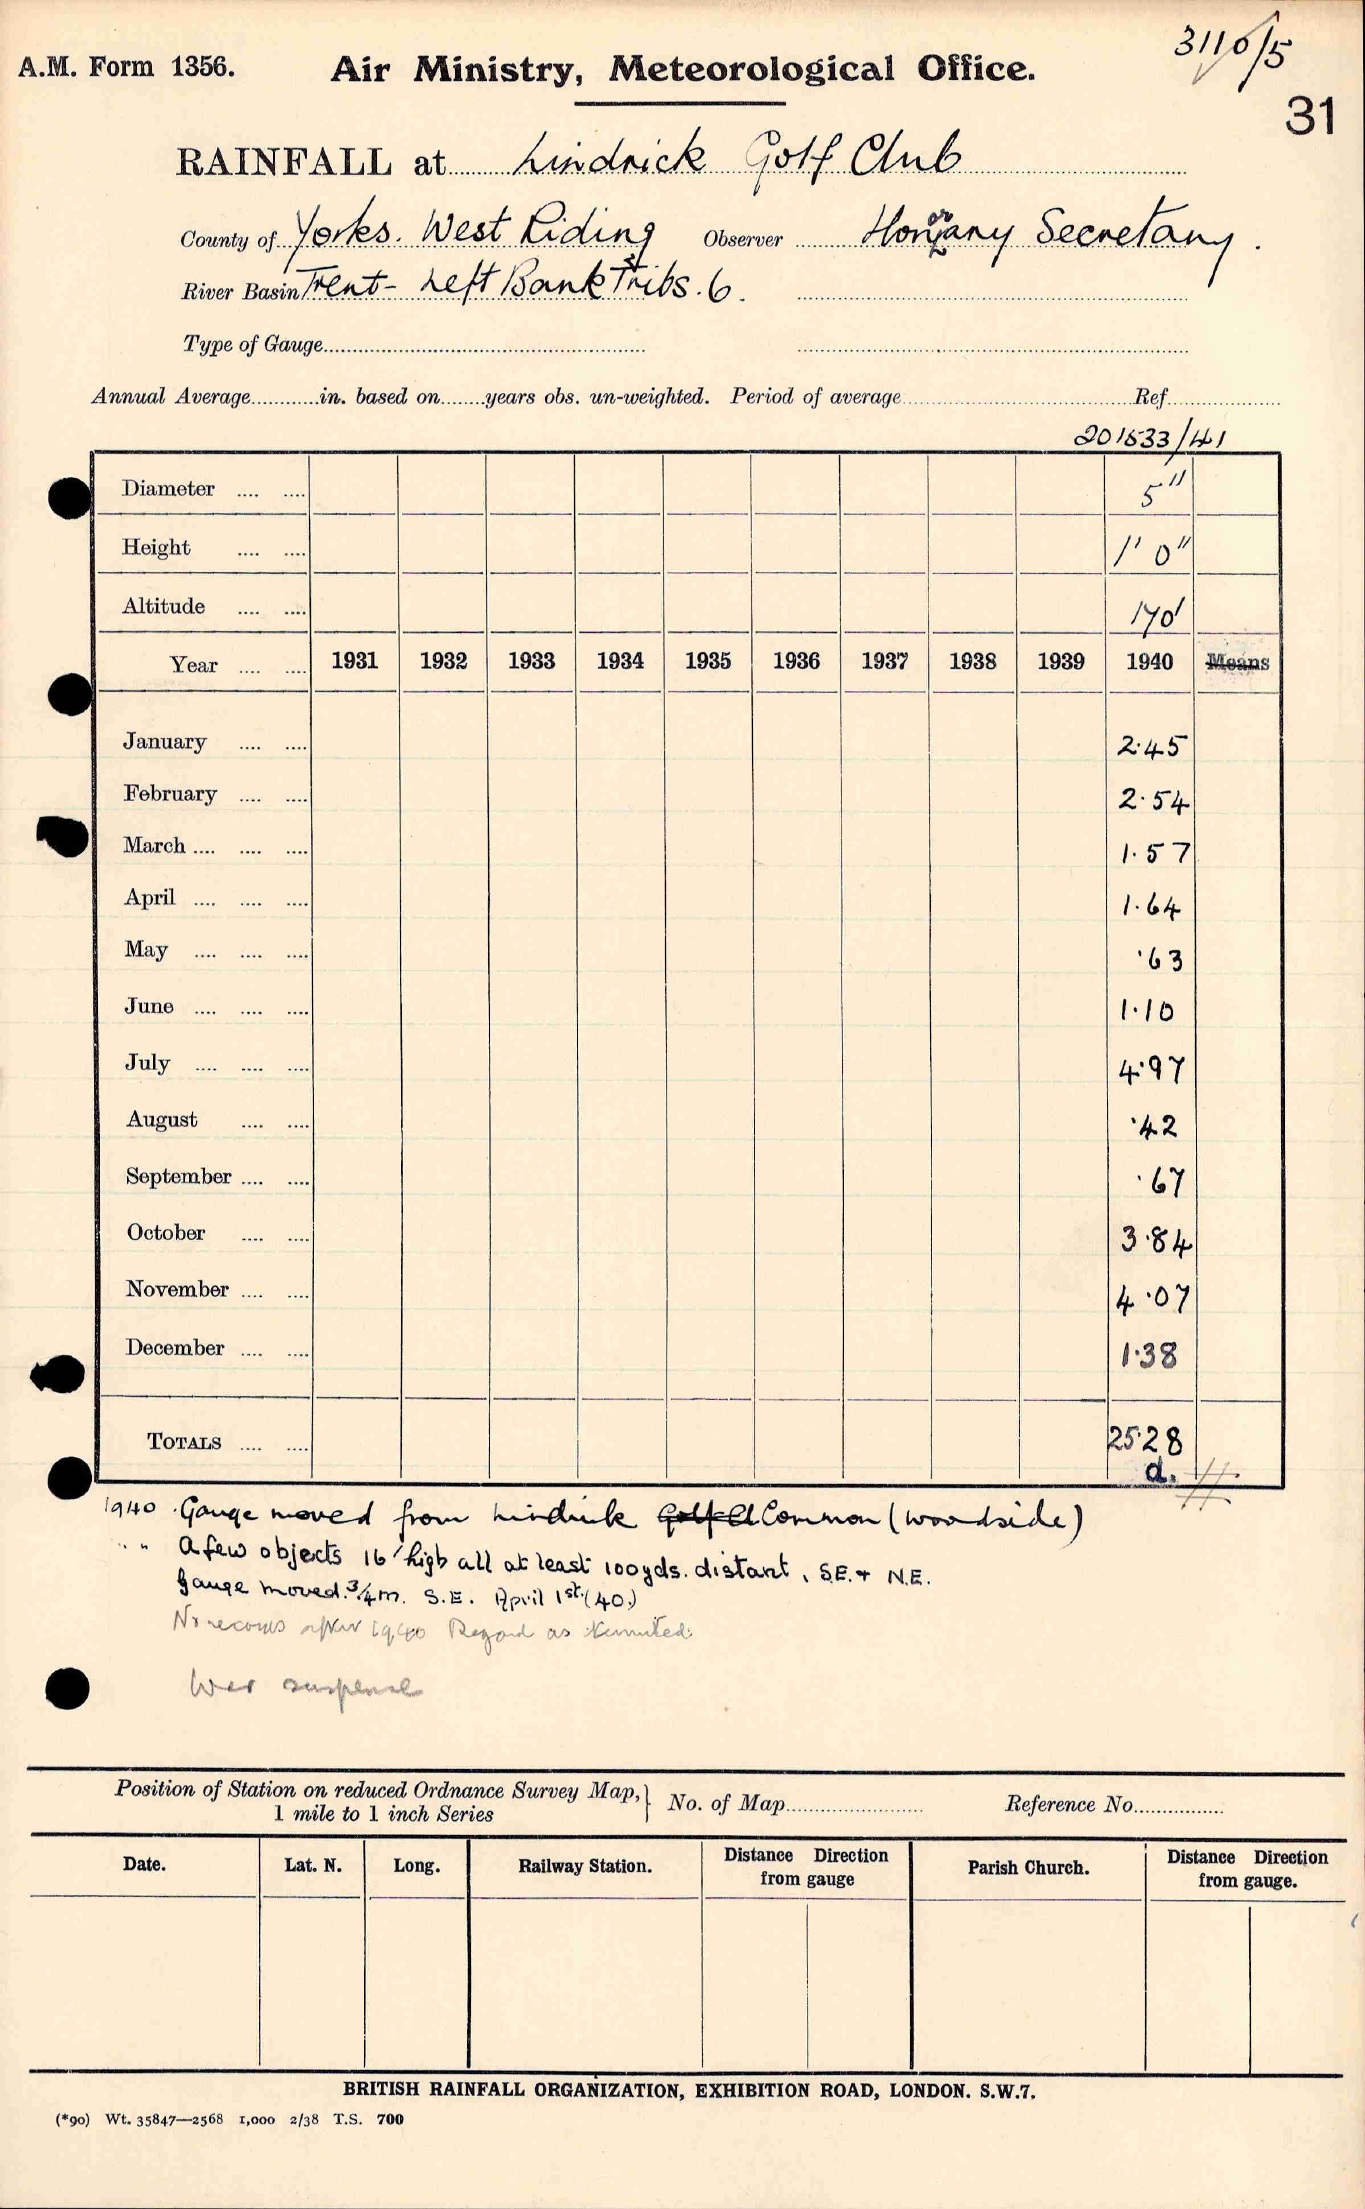 3110/5
A.M. Form 1356. Air Ministry, Meteorological Office.
31
RAINFALL at Lindrick Golf Club
County of Yorks. West Riding Observer Honorary Secretary.
River Basin Trent - Left Bank Tribs. 6.
Type of Gauge
Annual Average in. based on years obs. un-weighted. Period of average Ref
201533/41
Diameter .... .... 5"
Height .... .... 1' 0"
Altitude .... .... 170'
Year .... .... 1931 1932 1933 1934 1935 1936 1937 1938 1939 1940 Means
January .... .... 2.45
February .... .... 2.54
March .... .... .... 1.57
April .... .... .... 1.64
May .... .... .... .63
June .... .... .... 1.10
July .... .... .... 4.97
August .... .... .42
September .... .... .67
October .... .... 3.84
November .... .... 4.07
December .... .... 1.38
TOTALS .... .... 25.28
d.
1940 Gauge moved from Lindrick Golf Cl Common (Woodside)
" " A few objects 16' high all at least 100yds. distant, S.E. + N.E.
Gauge moved 3/4m. S.E. April 1st (40)
No records after 1940 Regard as
War
Position of Station on reduced Ordnance Survey Map,} No. of Map Reference No.
1 mile to 1 inch Series
Date. Lat. N. Long. Railway Station. Distance Direction from gauge Parish Church. Distance Direction from gauge.
BRITISH RAINFALL ORGANIZATION, EXHIBITION ROAD, LONDON. S.W.7.
(*90) Wt. 35847—2568 1,000 2/38 T.S. 700